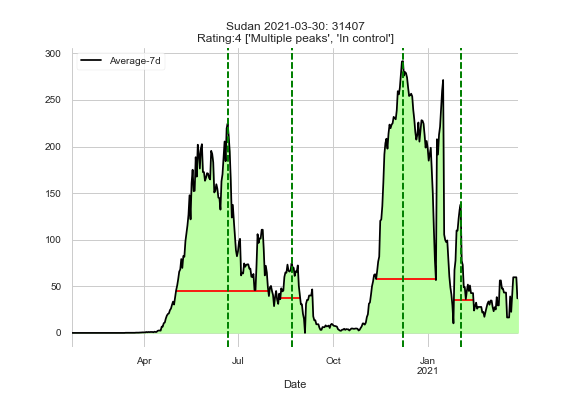 Sudan 2021-03-30: 31407
Rating:4 ['Multiple peaks', 'In control']
Average-7d
300
250
200
150
100
50
0
Apr
Jul
Oct
Jan
2021
Date